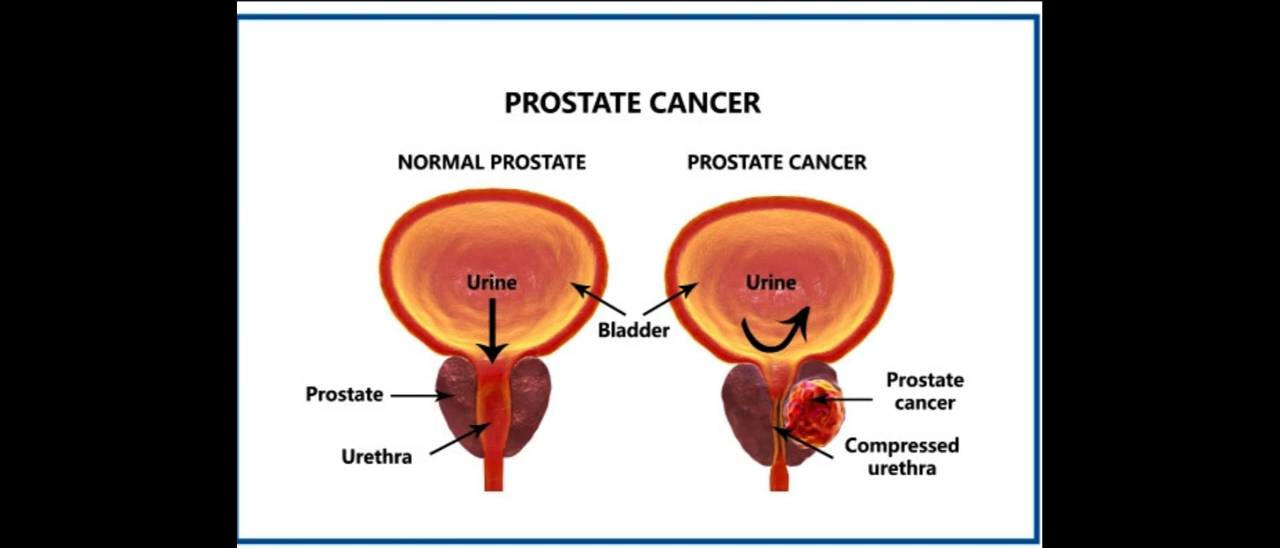 PROSTATE CANCER
NORMAL PROSTATE
PROSTATE CANCER
Urine
Urine
Bladder
Prostate
Urethra
Prostate
cancer
Compressed
urethra